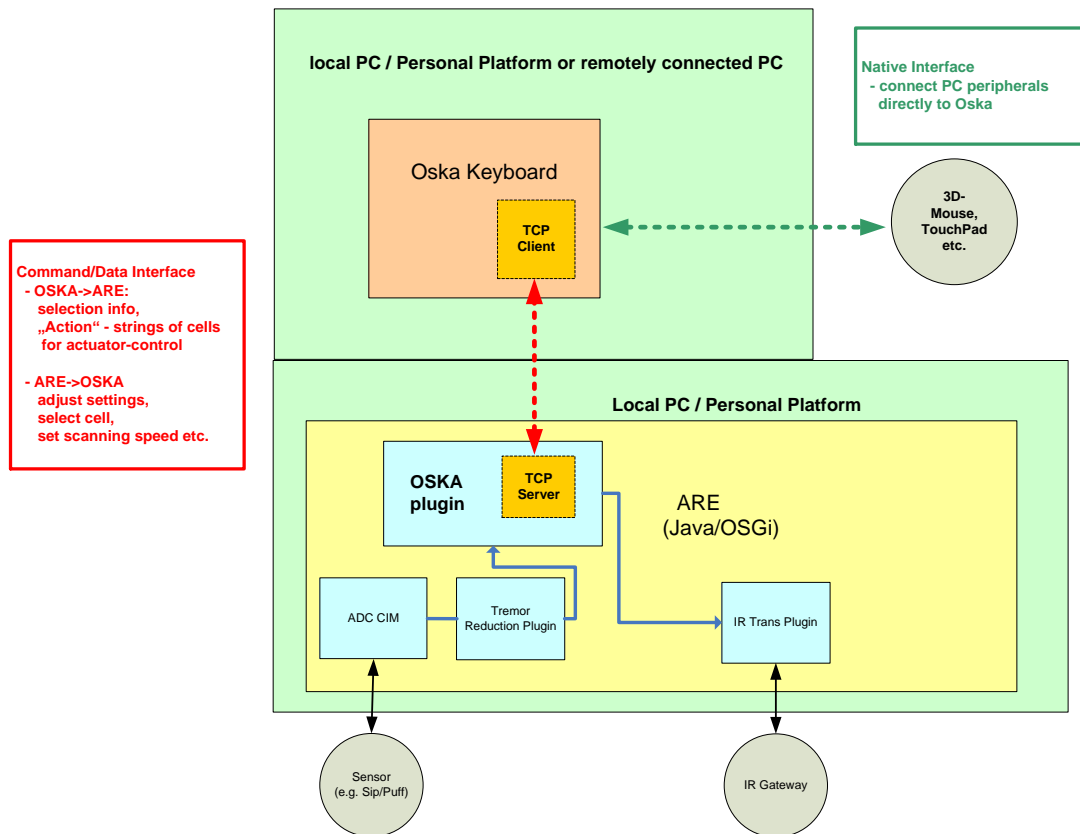 local PC / Personal Platform or remotely connected PC
Native Interface
- connect PC peripherals
directly to Oska
Oska Keyboard
TCP
Client
3D-
Mouse,
TouchPad
etc.
Command/Data Interface
- OSKA->ARE:
selection info,
„Action“ - strings of cells
for actuator-control
- ARE->OSKA
adjust settings,
select cell,
set scanning speed etc.
Local PC / Personal Platform
OSKA
plugin
TCP
Server
ARE
(Java/OSGi)
ADC CIM
Tremor
Reduction Plugin
IR Trans Plugin
Sensor
(e.g. Sip/Puff)
IR Gateway